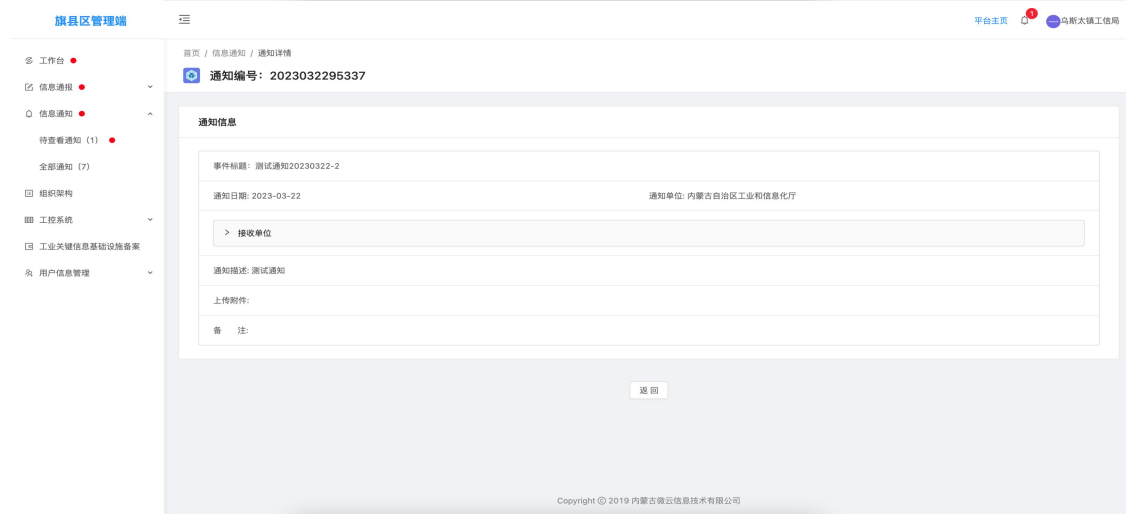 旗县区管理端
平台主页 1 乌斯太镇工信局
首页 / 信息通知 / 通知详情
通知编号：2023032295337
工作台
信息通报
信息通知
待查看通知（1）
全部通知（7）
组织架构
工控系统
工业关键信息基础设施备案
用户信息管理
通知信息
事件标题：测试通知20230322-2
通知日期: 2023-03-22 通知单位: 内蒙古自治区工业和信息化厅
> 接收单位
通知描述: 测试通知
上传附件:
备 注:
返 回
Copyright © 2019 内蒙古微云信息技术有限公司